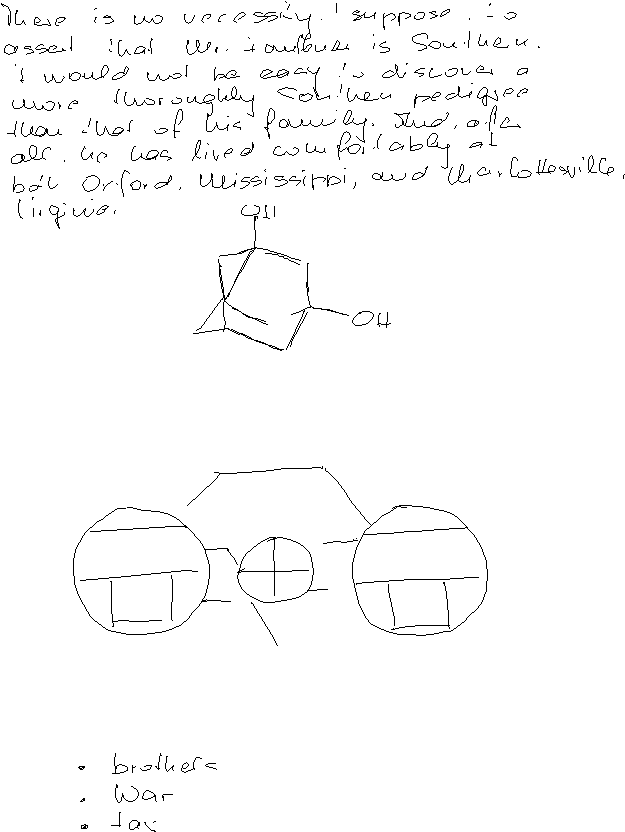 There is no necessity, I suppose, to
assert that Mr. Faulkner is Southern.
It would not be easy to discover a
more thoroughly Southern pedigree
than that of his family. And, after
all, he has lived comfortably at
both Oxford, Mississippi, and Charlottesville,
Virginia.
OH
OH
• brothers
• War
• tax